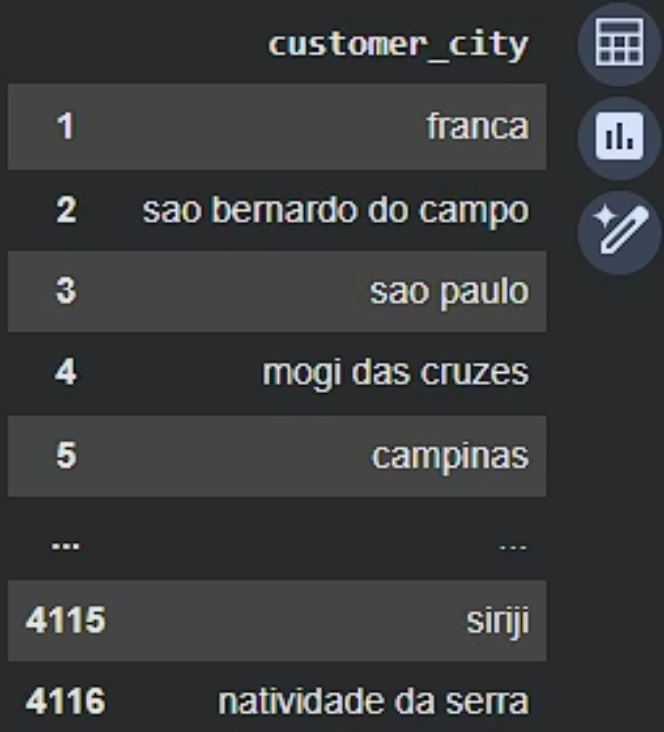 customer_city
1 franca
2 sao bernardo do campo
3 sao paulo
4 mogi das cruzes
5 campinas
... ...
4115 siriji
4116 natividade da serra